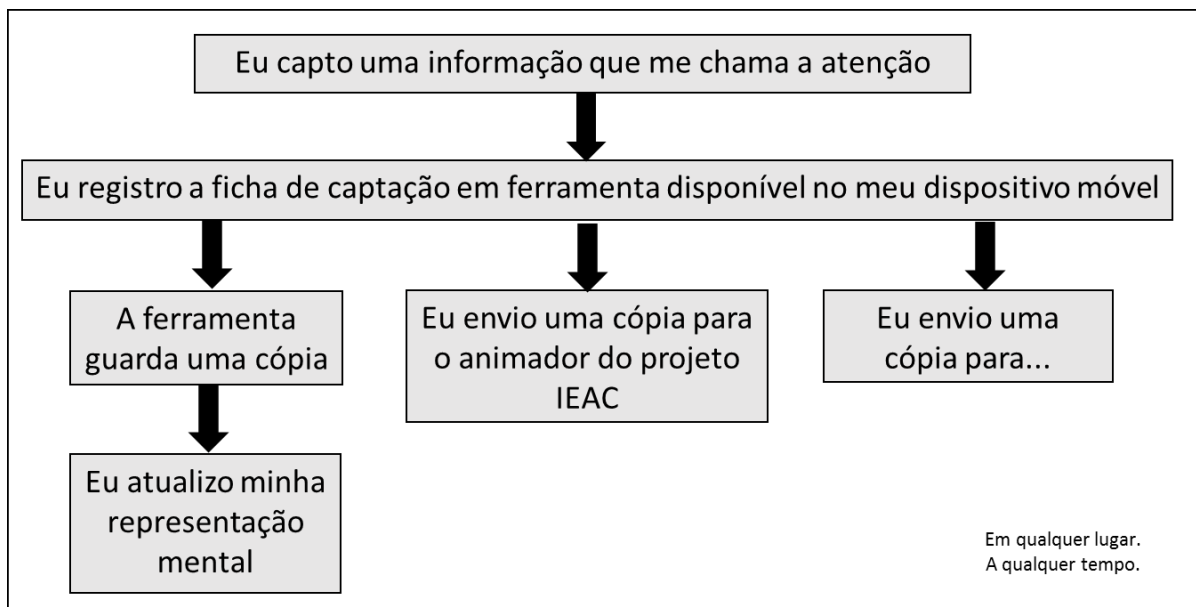 Eu capto uma informação que me chama a atenção
Eu registro a ficha de captação em ferramenta disponível no meu dispositivo móvel
A ferramenta
guarda uma cópia
Eu envio uma cópia para
o animador do projeto
IEAC
Eu envio uma
cópia para...
Eu atualizo minha
representação
mental
Em qualquer lugar.
A qualquer tempo.